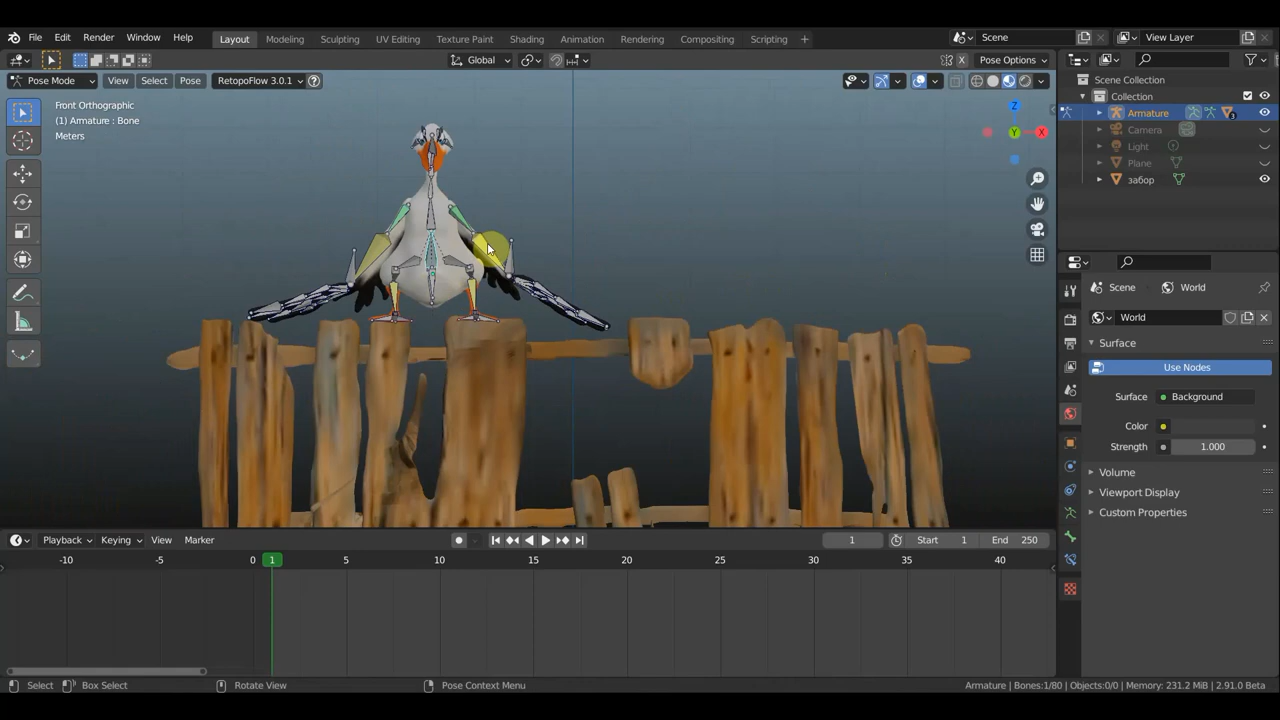 File Edit Render Window Help
Layout Modeling Sculpting UV Editing Texture Paint Shading Animation Rendering Compositing Scripting +
Scene
View Layer
Global
X Pose Options
Pose Mode View Select Pose RetopoFlow 3.0.1
Front Orthographic
(1) Armature : Bone
Meters
Z
Y
X
Scene Collection
Collection
Armature
3
Camera
Light
Plane
забор
Scene World
World
Surface
Use Nodes
Surface Background
Color
Strength 1.000
Volume
Viewport Display
Custom Properties
Playback Keying View Marker
1 Start 1 End 250
-10 0 1 5 10 15 20 25 30 35 40
Select Box Select Rotate View Pose Context Menu
Armature | Bones:1/80 | Objects:0/0 | Memory: 231.2 MiB | 2.91.0 Beta